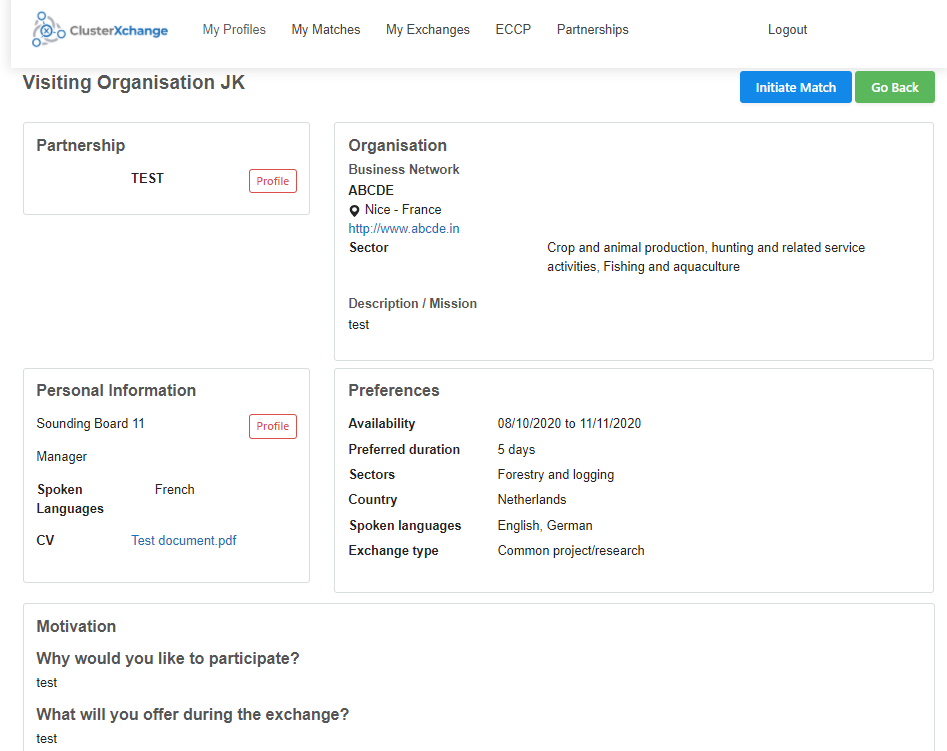 ClusterXchange My Profiles My Matches My Exchanges ECCP Partnerships Logout
Visiting Organisation JK
Initiate Match Go Back
Partnership
TEST Profile
Organisation
Business Network
ABCDE
Nice - France
http://www.abcde.in
Sector Crop and animal production, hunting and related service
activities, Fishing and aquaculture
Description / Mission
test
Personal Information
Sounding Board 11 Profile
Manager
Spoken French
Languages
CV Test document.pdf
Preferences
Availability 08/10/2020 to 11/11/2020
Preferred duration 5 days
Sectors Forestry and logging
Country Netherlands
Spoken languages English, German
Exchange type Common project/research
Motivation
Why would you like to participate?
test
What will you offer during the exchange?
test